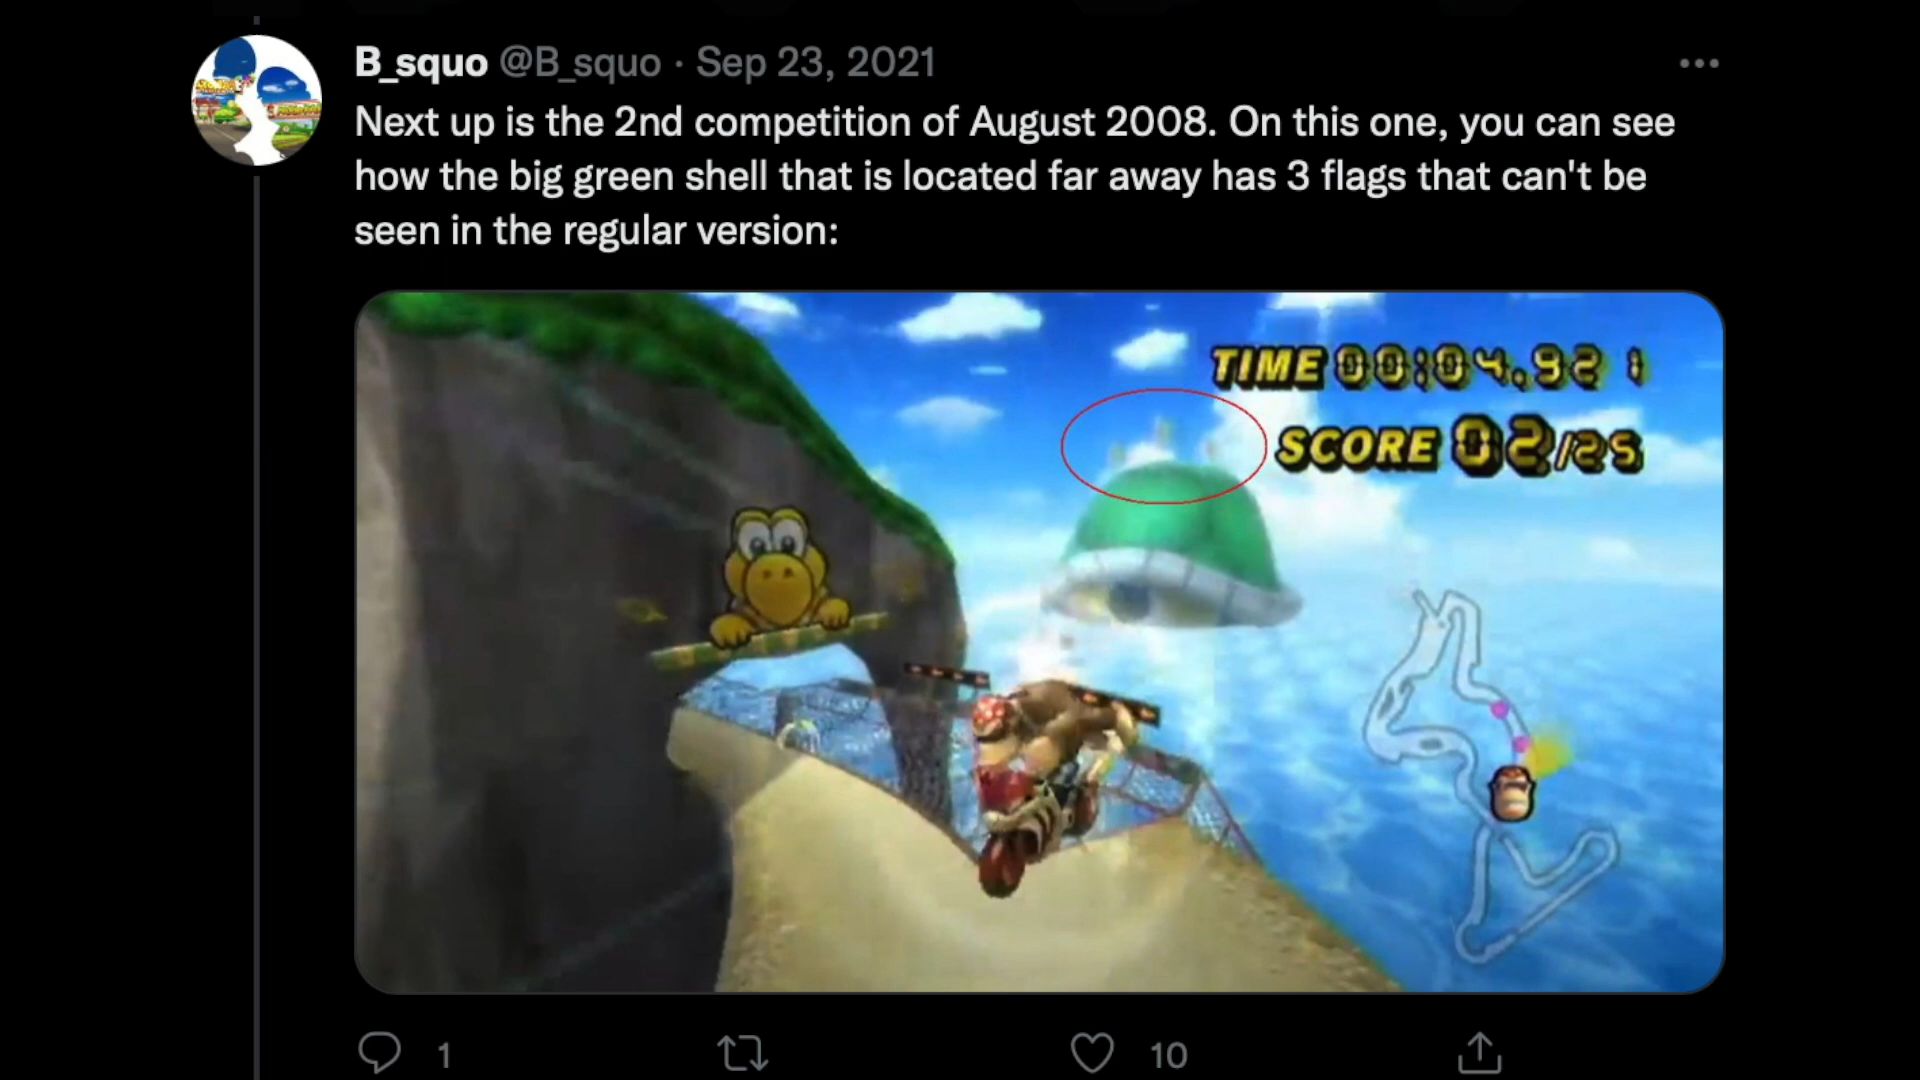 B_squo @B_squo · Sep 23, 2021
Next up is the 2nd competition of August 2008. On this one, you can see
how the big green shell that is located far away has 3 flags that can't be
seen in the regular version:
TIME 00:04.921
SCORE 02/25
1
10